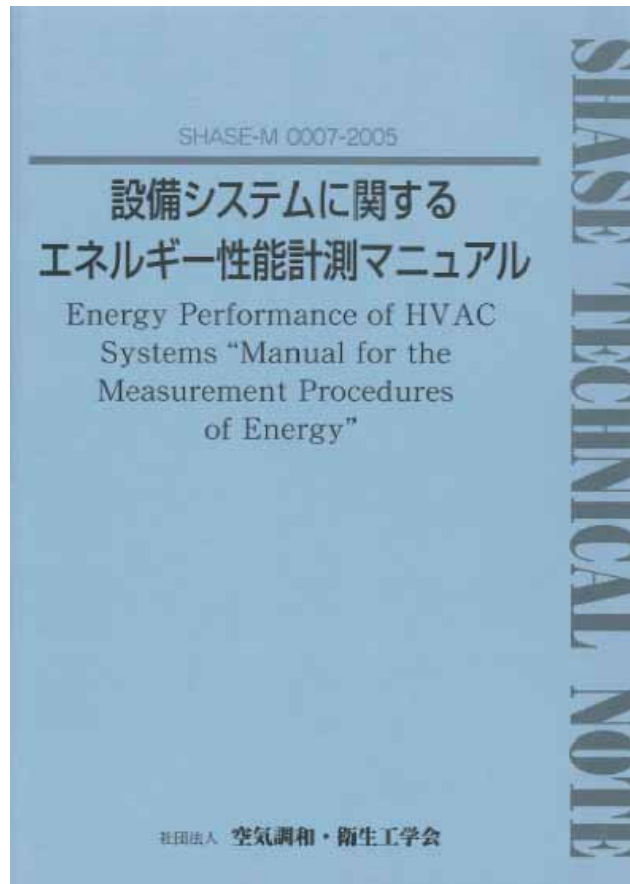 SHASE-M 0007-2005
設備システムに関する
エネルギー性能計測マニュアル
Energy Performance of HVAC
Systems “Manual for the
Measurement Procedures
of Energy”
社団法人 空気調和・衛生工学会
SHASE TECHNICAL NOTE